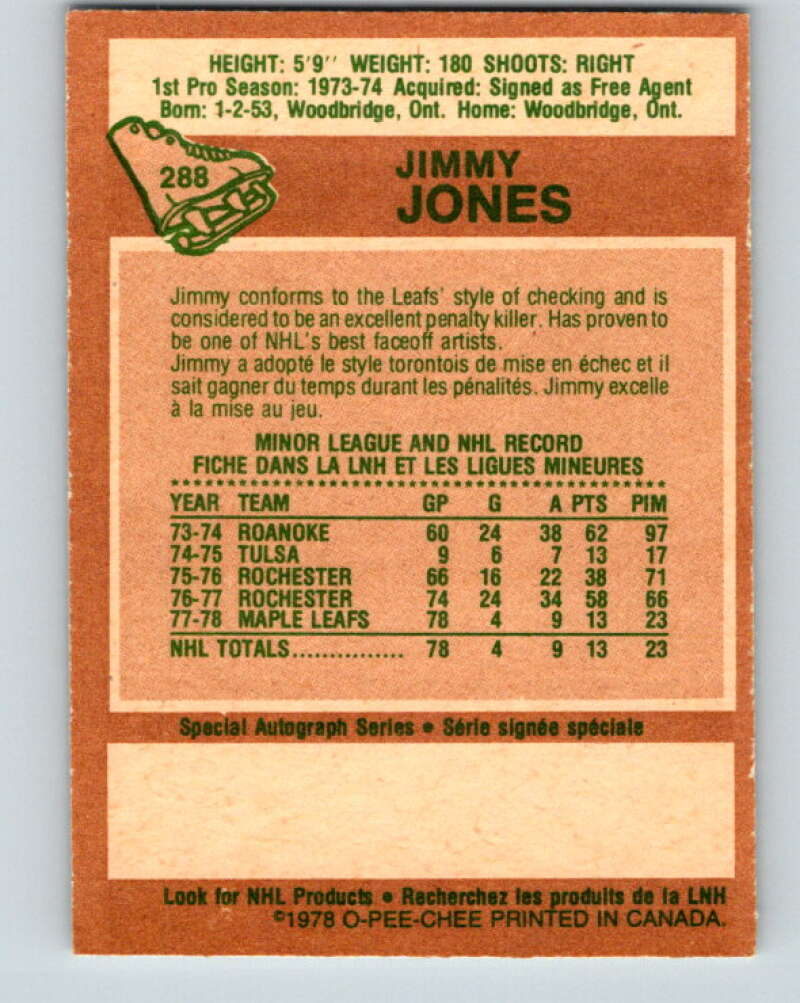 HEIGHT: 5'9" WEIGHT: 180 SHOOTS: RIGHT
1st Pro Season: 1973-74 Acquired: Signed as Free Agent
Born: 1-2-53, Woodbridge, Ont. Home: Woodbridge, Ont.
288
JIMMY
JONES
Jimmy conforms to the Leafs' style of checking and is
considered to be an excellent penalty killer. Has proven to
be one of NHL's best faceoff artists.
Jimmy a adopté le style torontois de mise en échec et il
sait gagner du temps durant les pénalités. Jimmy excelle
à la mise au jeu.
MINOR LEAGUE AND NHL RECORD
FICHE DANS LA LNH ET LES LIGUES MINEURES
YEAR TEAM GP G A PTS PIM
73-74 ROANOKE 60 24 38 62 97
74-75 TULSA 9 6 7 13 17
75-76 ROCHESTER 66 16 22 38 71
76-77 ROCHESTER 74 24 34 58 66
77-78 MAPLE LEAFS 78 4 9 13 23
NHL TOTALS............... 78 4 9 13 23
Special Autograph Series • Série signée spéciale
Look for NHL Products • Recherchez les produits de la LNH
©1978 O-PEE-CHEE PRINTED IN CANADA.